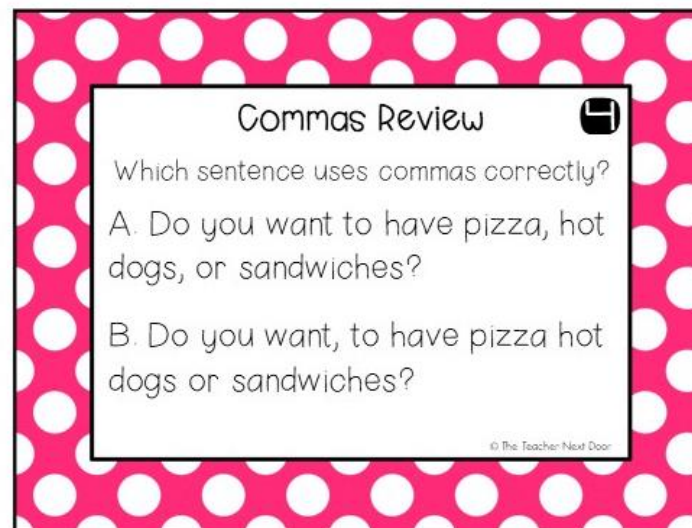 Commas Review
4
Which sentence uses commas correctly?
A. Do you want to have pizza, hot
dogs, or sandwiches?
B. Do you want, to have pizza hot
dogs or sandwiches?
© The Teacher Next Door